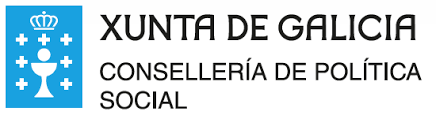 XUNTA DE GALICIA
CONSELLERÍA DE POLÍTICA
SOCIAL